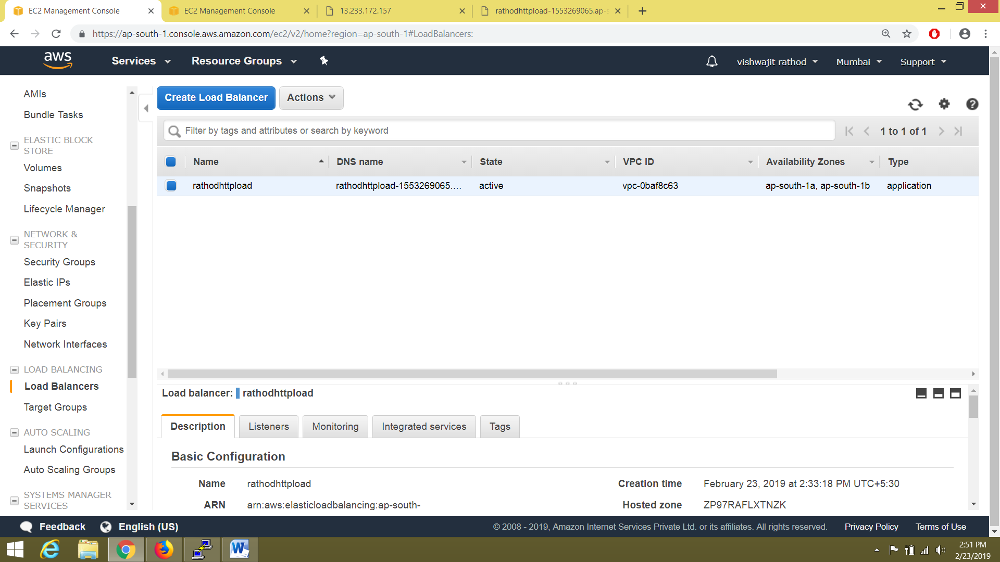 EC2 Management Console
EC2 Management Console
13.233.172.157
rathodhttpload-1553269065.ap-s
https://ap-south-1.console.aws.amazon.com/ec2/v2/home?region=ap-south-1#LoadBalancers:
aws
Services
Resource Groups
vishwajit rathod
Mumbai
Support
AMIs
Bundle Tasks
ELASTIC BLOCK
STORE
Volumes
Snapshots
Lifecycle Manager
NETWORK &
SECURITY
Security Groups
Elastic IPs
Placement Groups
Key Pairs
Network Interfaces
LOAD BALANCING
Load Balancers
Target Groups
AUTO SCALING
Launch Configurations
Auto Scaling Groups
SYSTEMS MANAGER
SERVICES
Create Load Balancer
Actions
Filter by tags and attributes or search by keyword
1 to 1 of 1
Name DNS name State VPC ID Availability Zones Type
rathodhttpload rathodhttpload-1553269065.... active vpc-0baf8c63 ap-south-1a, ap-south-1b application
Load balancer: rathodhttpload
Description Listeners Monitoring Integrated services Tags
Basic Configuration
Name rathodhttpload Creation time February 23, 2019 at 2:33:18 PM UTC+5:30
ARN arn:aws:elasticloadbalancing:ap-south- Hosted zone ZP97RAFLXTNZK
Feedback
English (US)
© 2008 - 2019, Amazon Internet Services Private Ltd. or its affiliates. All rights reserved.
Privacy Policy
Terms of Use
2:51 PM
2/23/2019